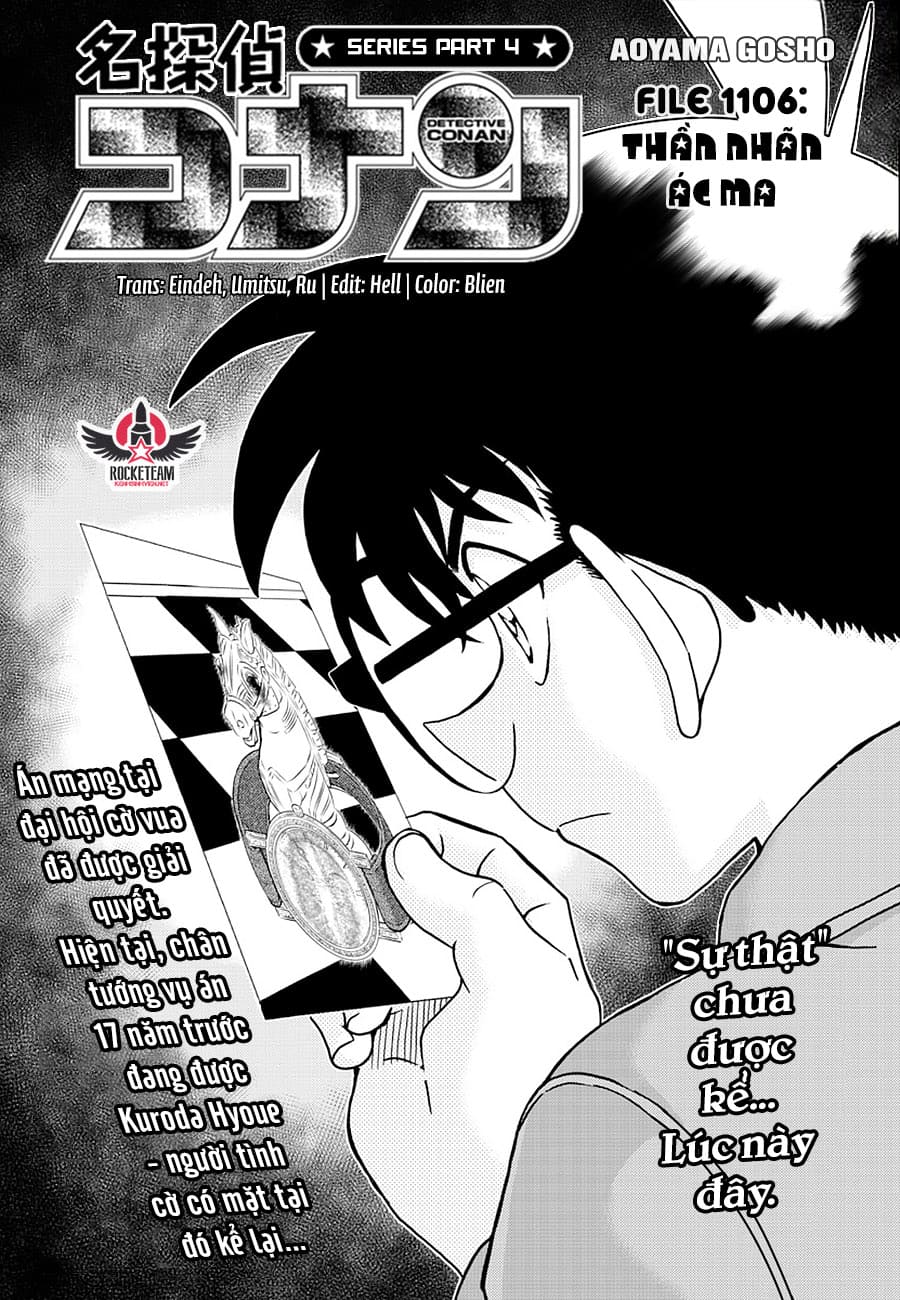 名探偵
★ SERIES PART 4 ★
コナン
DETECTIVE
CONAN
AOYAMA GOSHO
FILE 1106:
THẦN NHÃN
ÁC MA
Trans: Eindeh, Umitsu, Ru | Edit: Hell | Color: Blien
ROCKETEAM
KENHSINHVIEN.NET
Án mạng tại
đại hội cờ vua
đã được giải
quyết.
Hiện tại, chân
tướng vụ án
17 năm trước
đang được
Kuroda Hyoue
- người tình
cờ có mặt tại
đó kể lại...
"Sự thật"
chưa
được
kể...
Lúc này
đây.